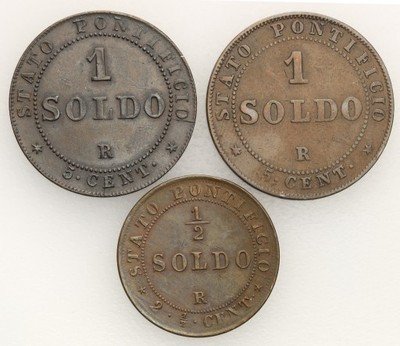 STATO PONTIFICIO
1
SOLDO
R
* 5 · CENT. *
STATO PONTIFICIO
1
SOLDO
R
* 5 · CENT. *
STATO PONTIFICIO
1/2
SOLDO
R
* 2 · 1/2 · CENT. *